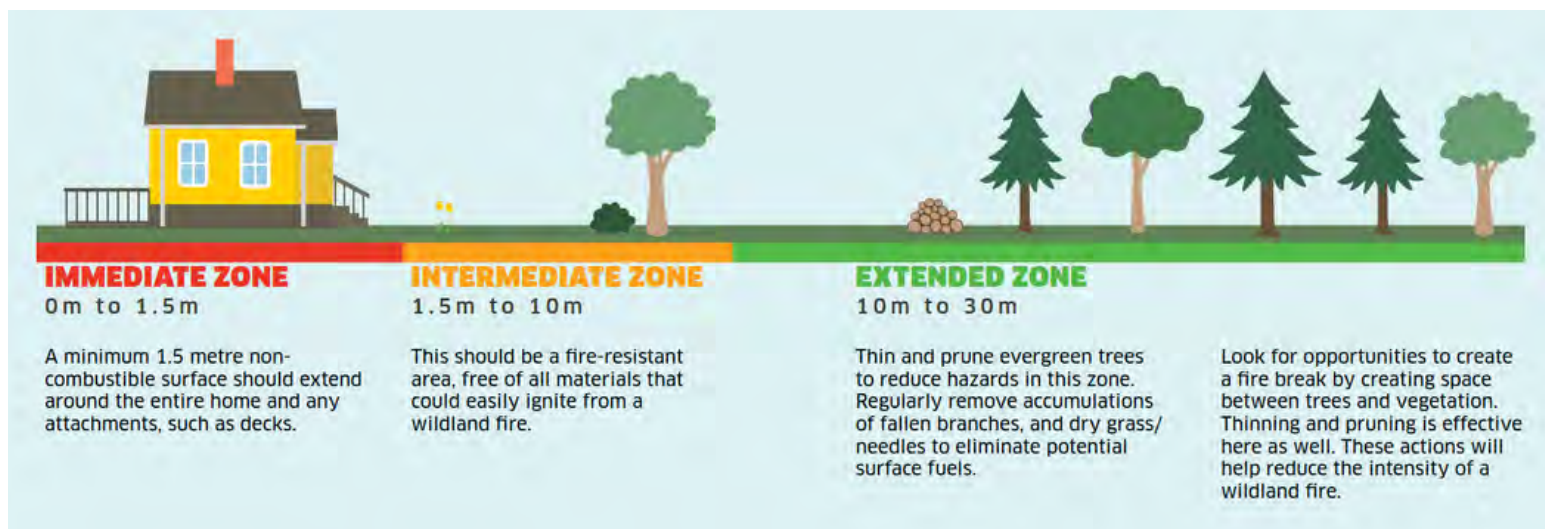 IMMEDIATE ZONE
0m to 1.5m
A minimum 1.5 metre non-
combustible surface should extend
around the entire home and any
attachments, such as decks.
INTERMEDIATE ZONE
1.5m to 10m
This should be a fire-resistant
area, free of all materials that
could easily ignite from a
wildland fire.
EXTENDED ZONE
10m to 30m
Thin and prune evergreen trees
to reduce hazards in this zone.
Regularly remove accumulations
of fallen branches, and dry grass/
needles to eliminate potential
surface fuels.
Look for opportunities to create
a fire break by creating space
between trees and vegetation.
Thinning and pruning is effective
here as well. These actions will
help reduce the intensity of a
wildland fire.